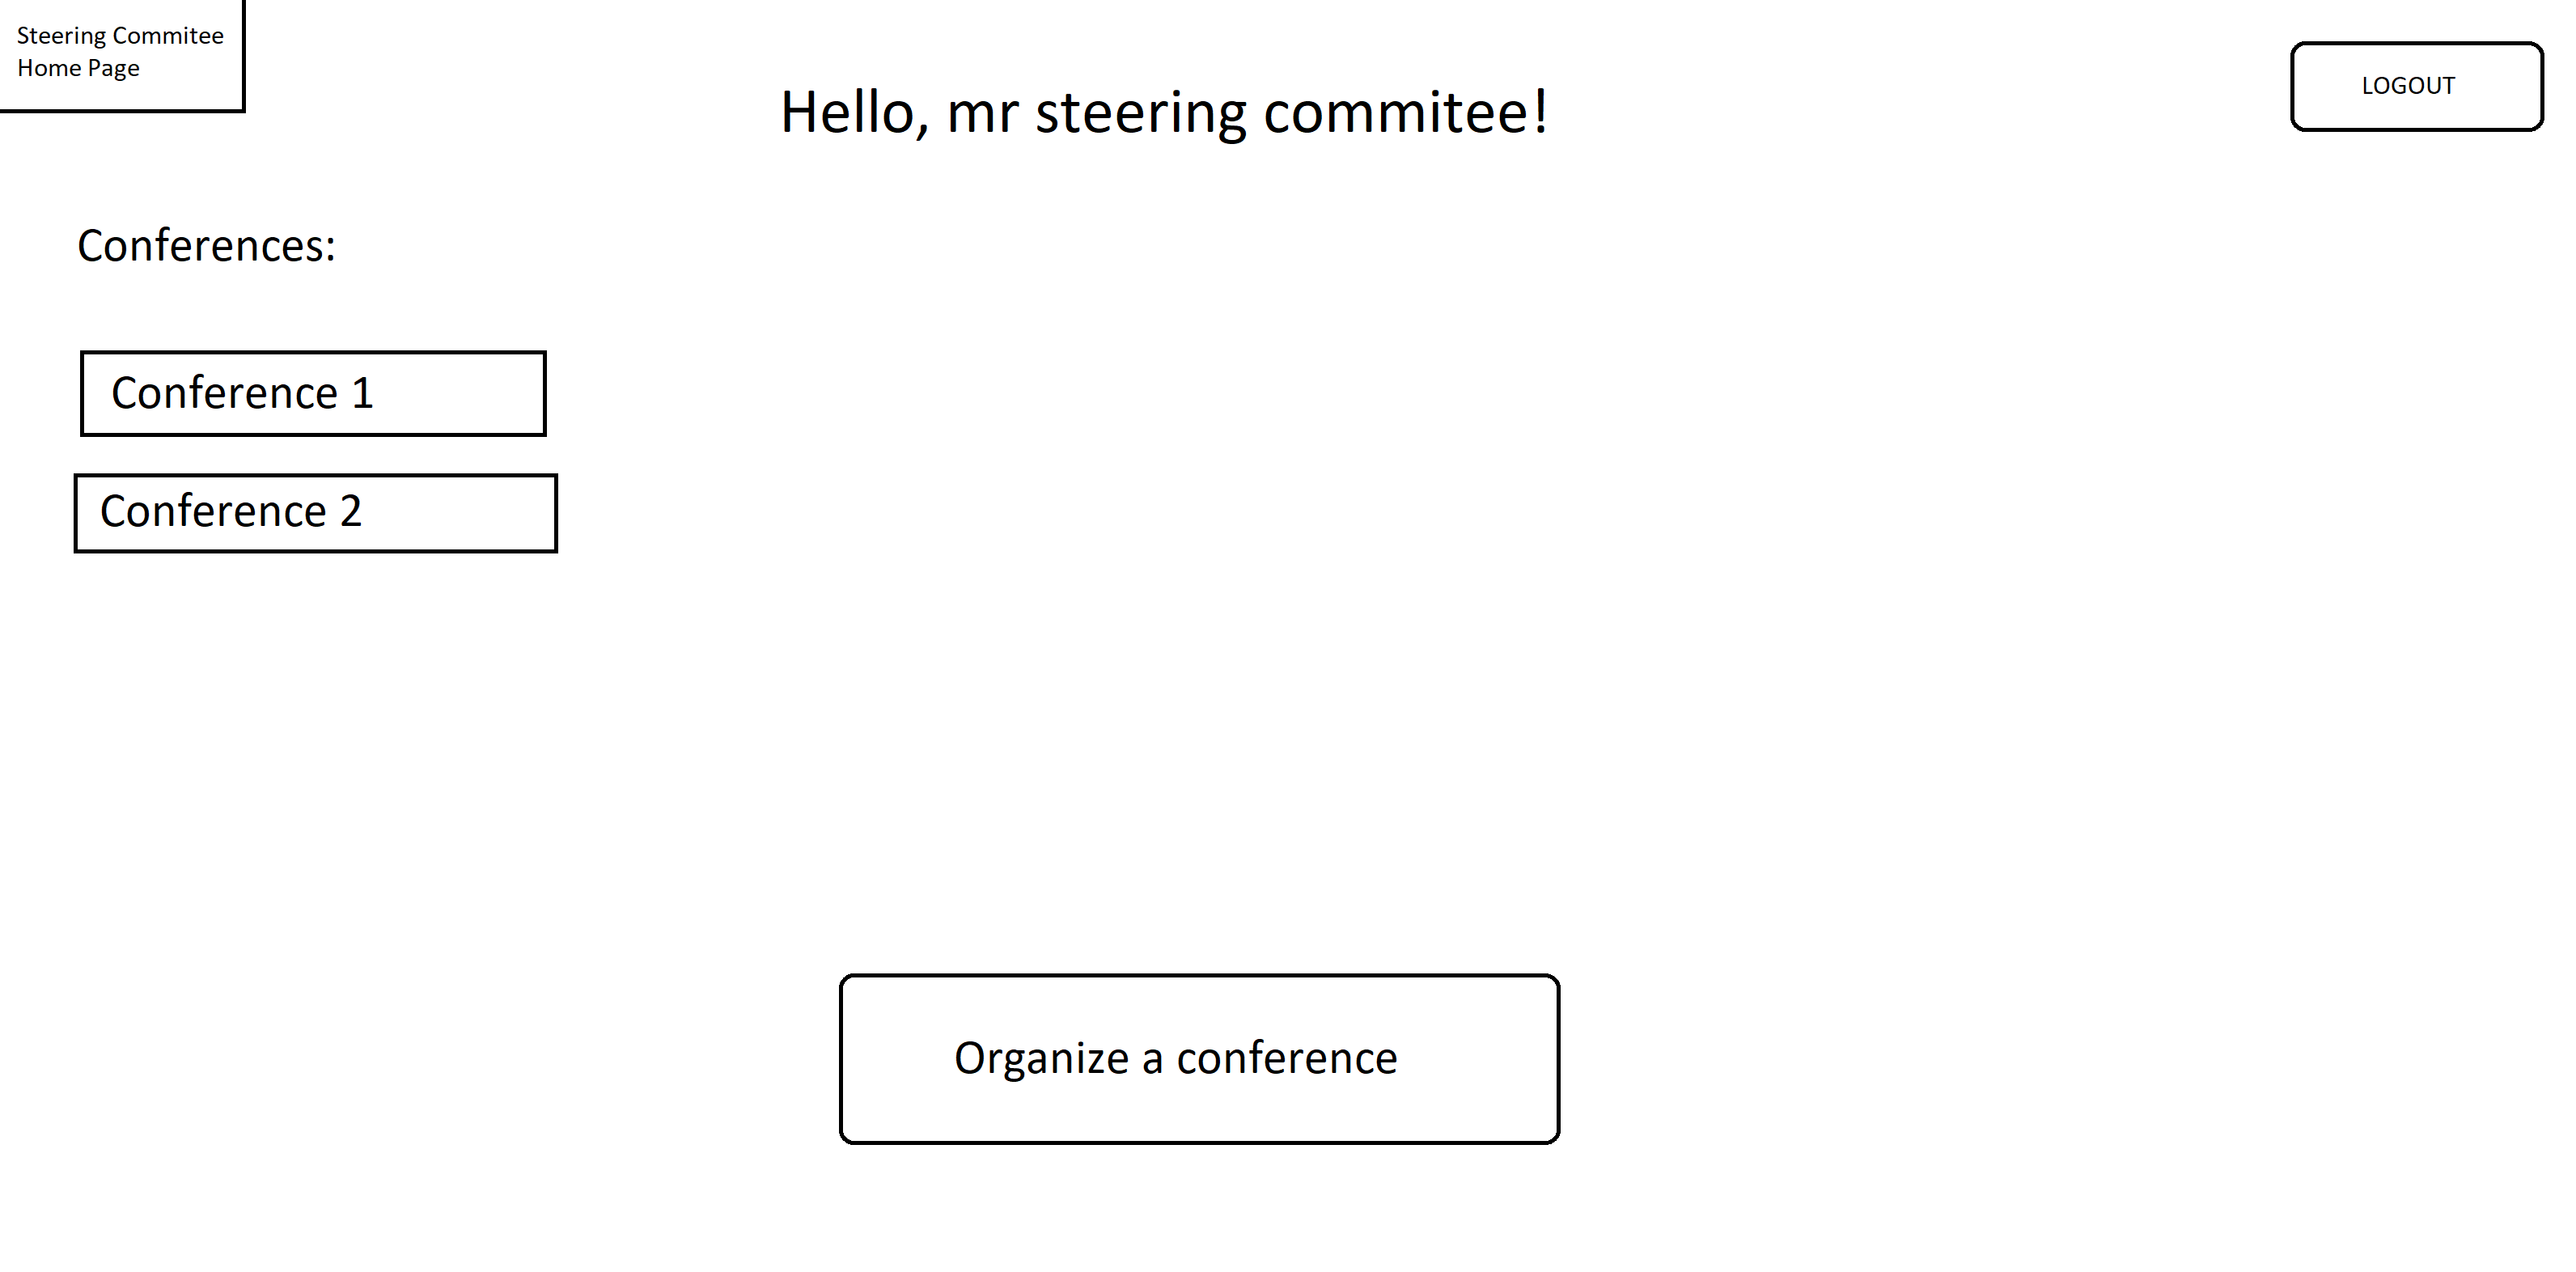 Steering Commitee
Home Page
Hello, mr steering commitee!
LOGOUT
Conferences:
Conference 1
Conference 2
Organize a conference